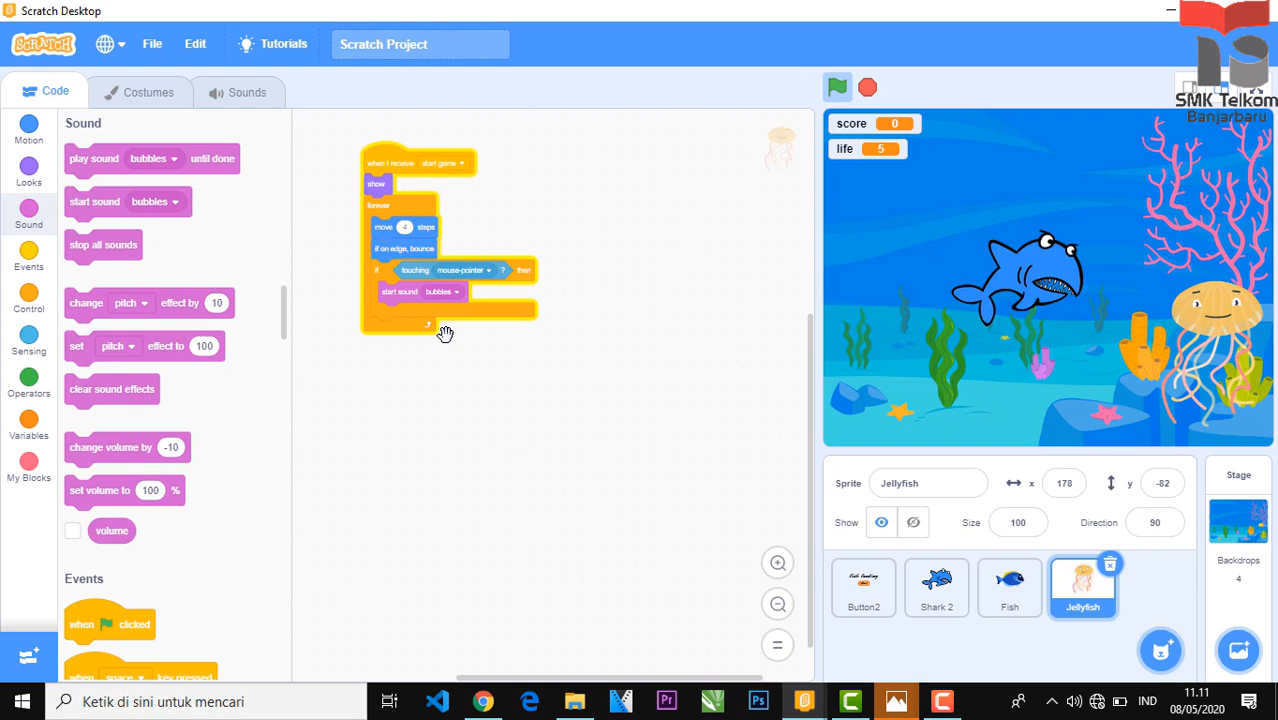 Scratch Desktop
SCRATCH File Edit Tutorials Scratch Project
SMK Telkom
Banjarbaru
Code Costumes Sounds
Motion
Looks
Sound
Events
Control
Sensing
Operators
Variables
My Blocks
Sound
play sound bubbles until done
start sound bubbles
stop all sounds
change pitch effect by 10
set pitch effect to 100
clear sound effects
change volume by -10
set volume to 100 %
volume
Events
when clicked
when space key pressed
when I receive start game
show
forever
move 4 steps
if on edge, bounce
if touching mouse-pointer ? then
start sound bubbles
score 0
life 5
Sprite Jellyfish x 178 y -82
Show Size 100 Direction 90
Button2 Shark 2 Fish Jellyfish
Stage
Backdrops
4
Ketik di sini untuk mencari
IND
11.11
08/05/2020